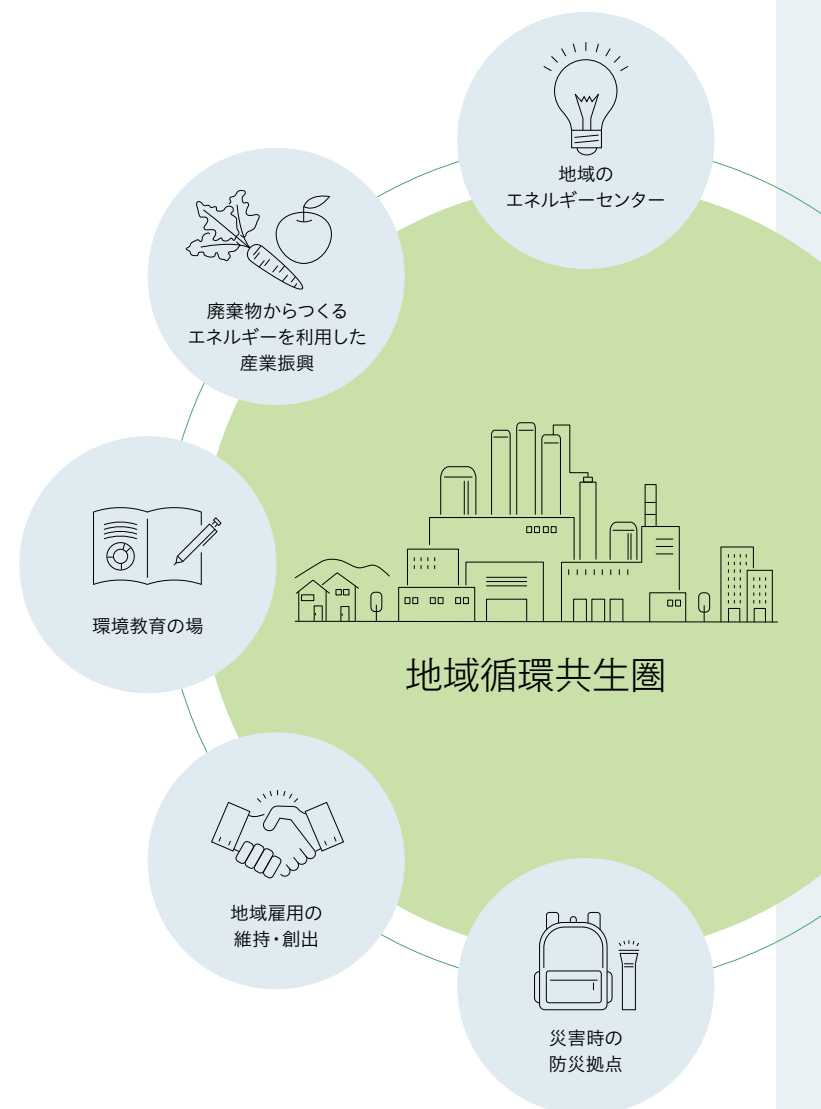 地域の
エネルギーセンター
廃棄物からつくる
エネルギーを利用した
産業振興
環境教育の場
地域循環共生圏
地域雇用の
維持・創出
災害時の
防災拠点